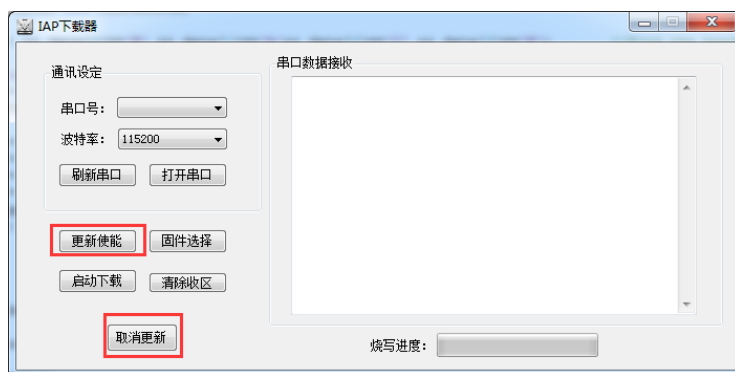 IAP下载器
通讯设定
串口号：
波特率： 115200
刷新串口 打开串口
更新使能 固件选择
启动下载 清除收区
取消更新
串口数据接收
烧写进度：